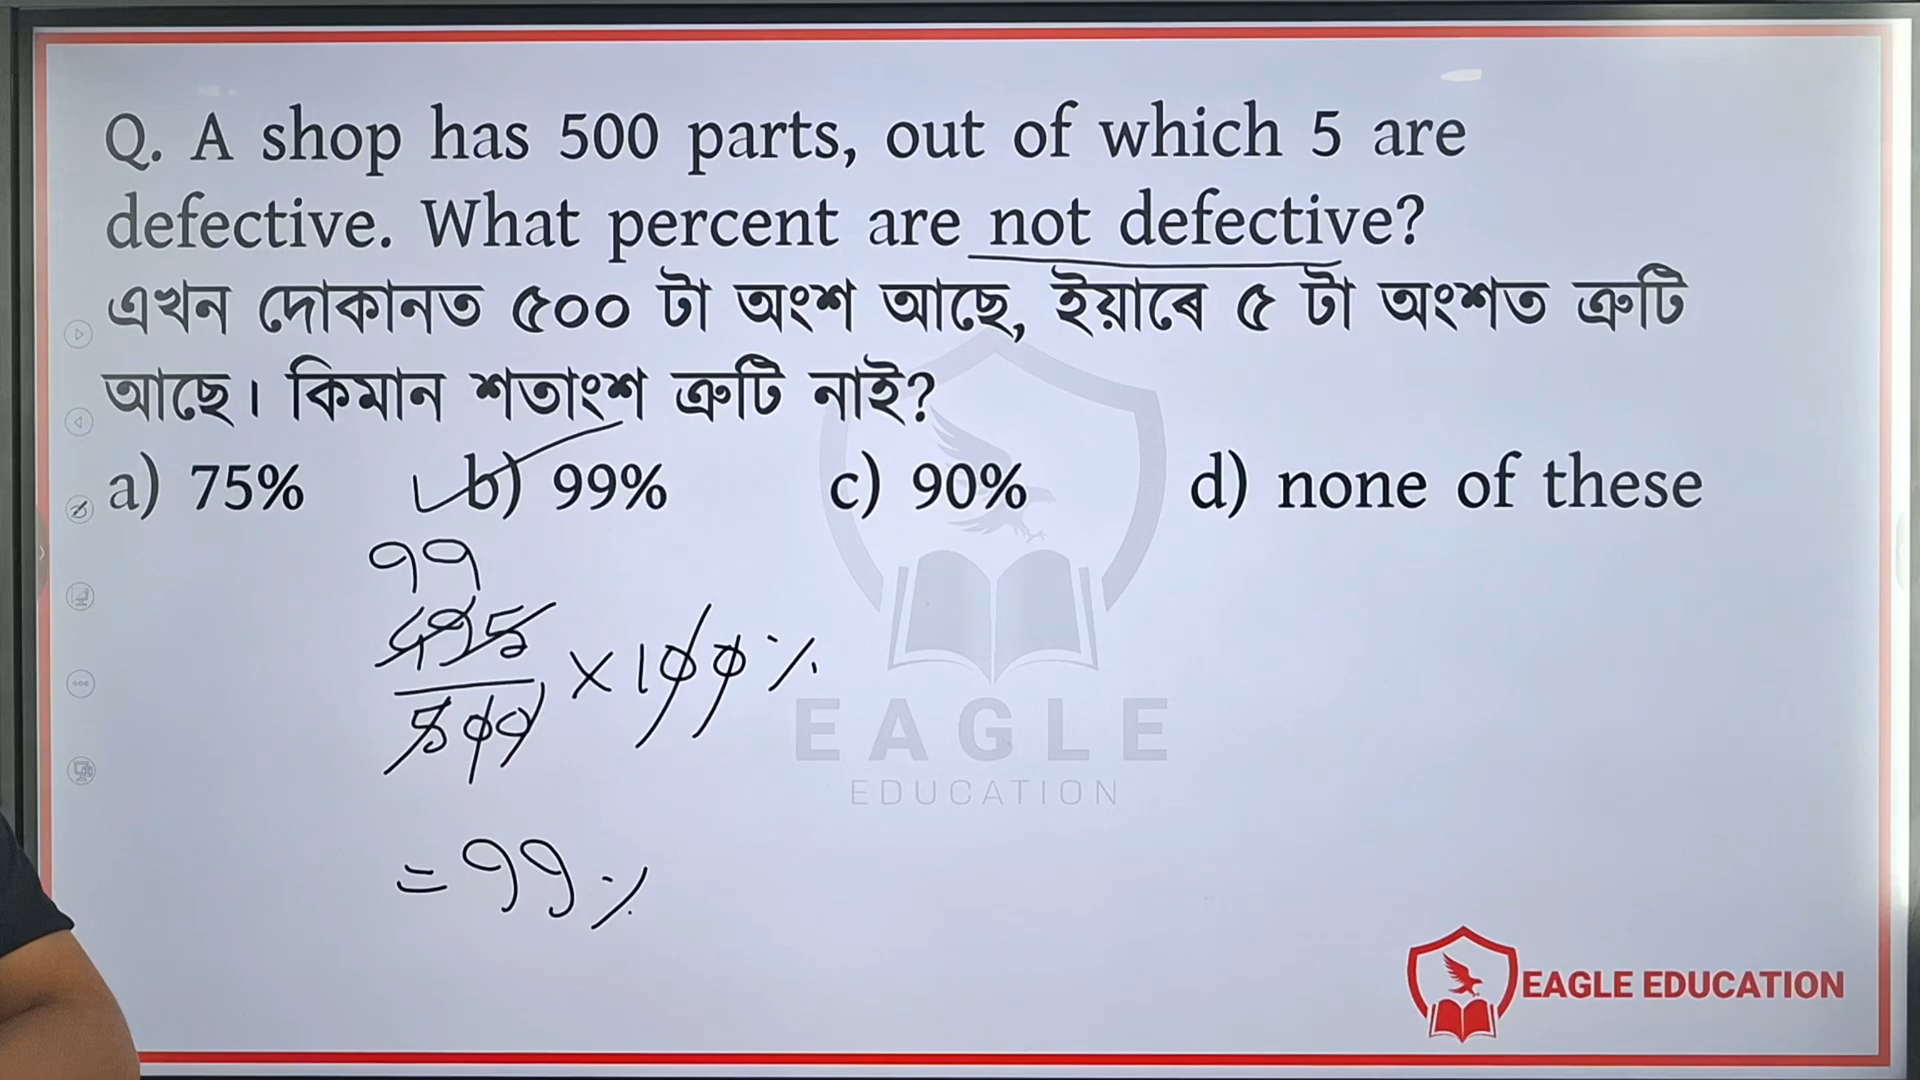 Q. A shop has 500 parts, out of which 5 are
defective. What percent are not defective?
এখন দোকানত ৫০০ টা অংশ আছে, ইয়াৰে ৫ টা অংশত ত্ৰুটি
আছে। কিমান শতাংশ ত্ৰুটি নাই?
a) 75% b) 99% c) 90% d) none of these
99
495
500 × 100%
= 99%
EAGLE
EDUCATION
EAGLE EDUCATION